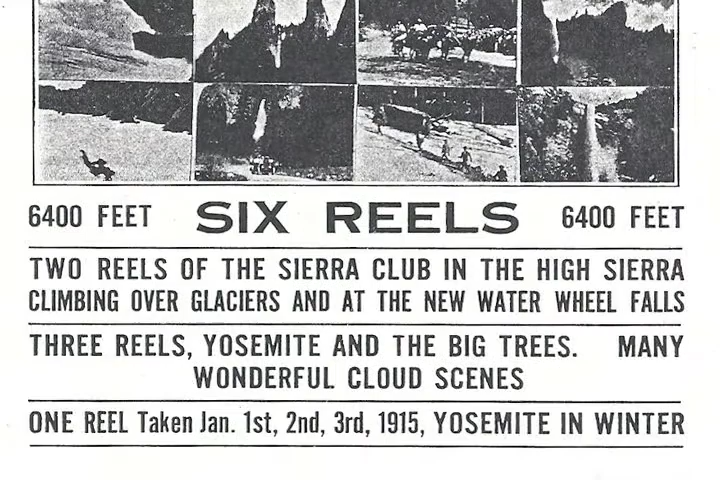 6400 FEET SIX REELS 6400 FEET
TWO REELS OF THE SIERRA CLUB IN THE HIGH SIERRA
CLIMBING OVER GLACIERS AND AT THE NEW WATER WHEEL FALLS
THREE REELS, YOSEMITE AND THE BIG TREES. MANY
WONDERFUL CLOUD SCENES
ONE REEL Taken Jan. 1st, 2nd, 3rd, 1915, YOSEMITE IN WINTER